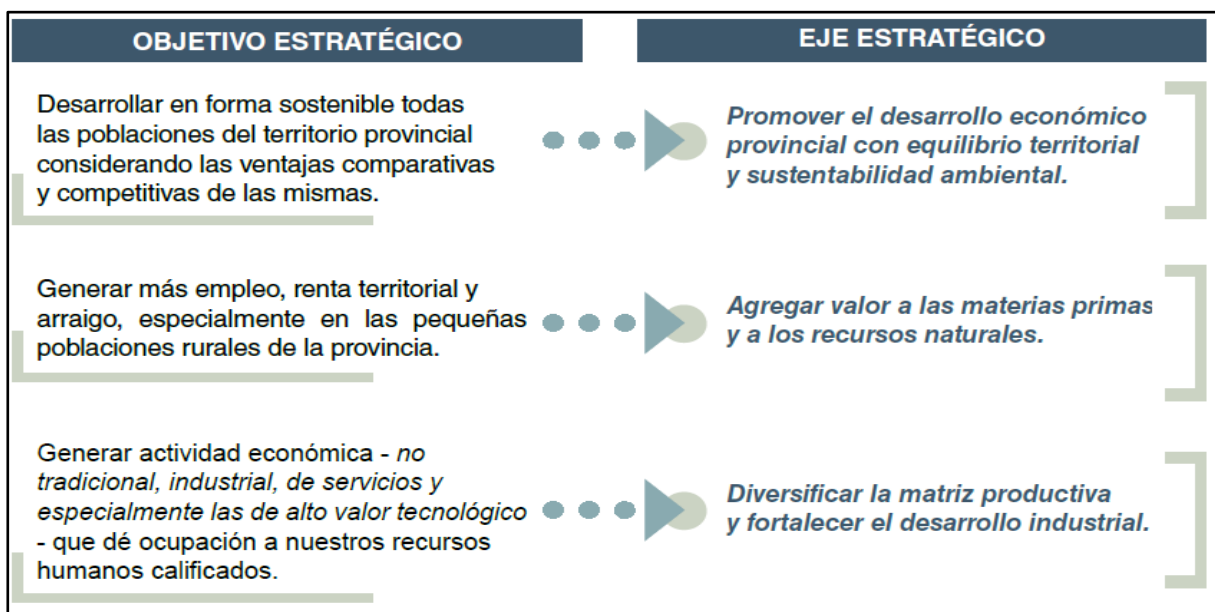 OBJETIVO ESTRATÉGICO
EJE ESTRATÉGICO
Desarrollar en forma sostenible todas
las poblaciones del territorio provincial
considerando las ventajas comparativas
y competitivas de las mismas.
Promover el desarrollo económico
provincial con equilibrio territorial
y sustentabilidad ambiental.
Generar más empleo, renta territorial y
arraigo, especialmente en las pequeñas
poblaciones rurales de la provincia.
Agregar valor a las materias primas
y a los recursos naturales.
Generar actividad económica - no
tradicional, industrial, de servicios y
especialmente las de alto valor tecnológico
- que dé ocupación a nuestros recursos
humanos calificados.
Diversificar la matriz productiva
y fortalecer el desarrollo industrial.